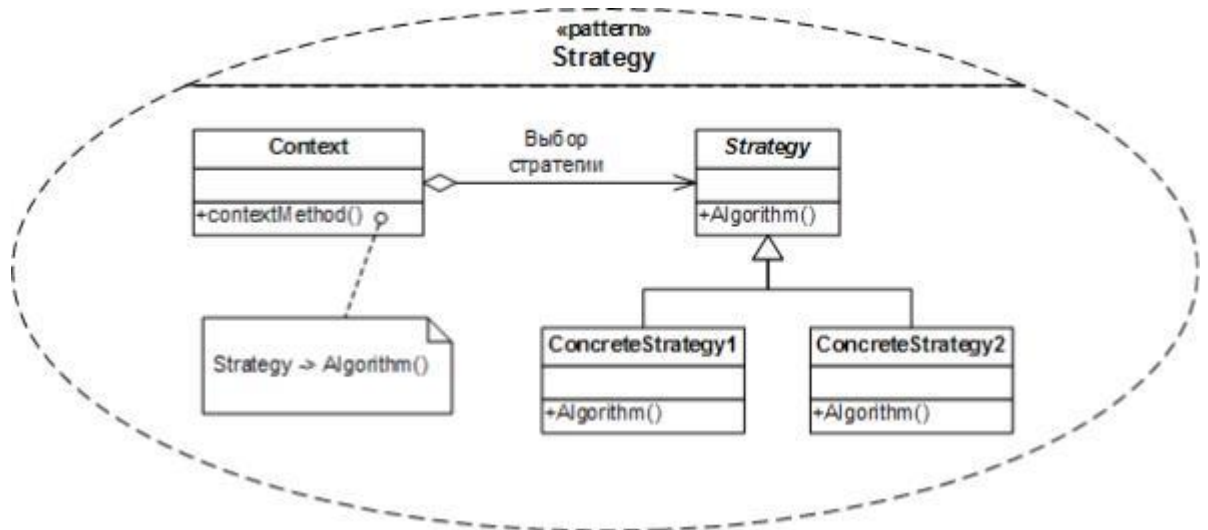 «pattern»
Strategy
Context
Выбор
стратегии
Strategy
+contextMethod()
+Algorithm()
Strategy -> Algorithm()
ConcreteStrategy1
ConcreteStrategy2
+Algorithm()
+Algorithm()